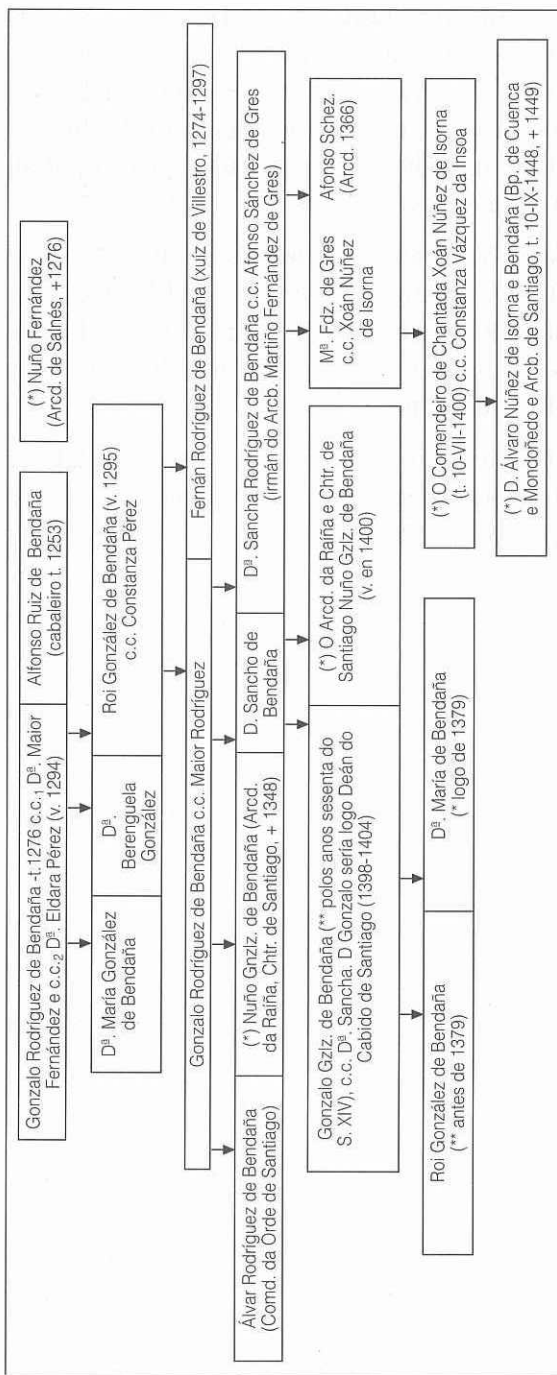 Gonzalo Rodríguez de Bendaña -t.1276 c.c.1 Dª. Maior
Fernández e c.c.2 Dª. Eldara Pérez (v. 1294)
Alfonso Ruiz de Bendaña
(cabaleiro t. 1253)
(*) Nuño Fernández
(Arcd. de Salnés, +1276)
Dª. María González
de Bendaña
Dª.
Berenguela
González
Roi González de Bendaña (v. 1295)
c.c. Constanza Pérez
Gonzalo Rodríguez de Bendaña c.c. Maior Rodríguez
Fernán Rodríguez de Bendaña (xuíz de Villestro, 1274-1297)
Álvar Rodríguez de Bendaña
(Comd. da Orde de Santiago)
(*) Nuño Gnzlz. de Bendaña (Arcd.
da Raíña, Chtr. de Santiago, + 1348)
D. Sancho de
Bendaña
Dª. Sancha Rodríguez de Bendaña c.c. Afonso Sánchez de Gres
(irmán do Arcb. Martiño Fernández de Gres)
Gonzalo Gzlz. de Bendaña (** polos anos sesenta do
S. XIV), c.c. Dª. Sancha. D Gonzalo sería logo Deán do
Cabido de Santiago (1398-1404)
(*) O Arcd. da Raíña e Chtr. de
Santiago Nuño Gzlz. de Bendaña
(v. en 1400)
Mª. Fdz. de Gres
c.c. Xoán Núñez
de Isorna
Afonso Schez.
(Arcd. 1366)
Roi González de Bendaña
(** antes de 1379)
Dª. María de Bendaña
(* logo de 1379)
(*) O Comendeiro de Chantada Xoán Núñez de Isorna
(t. 10-VII-1400) c.c. Constanza Vázquez da Insoa
(*) D. Álvaro Núñez de Isorna e Bendaña (Bp. de Cuenca
e Mondoñedo e Arcb. de Santiago, t. 10-IX-1448, + 1449)